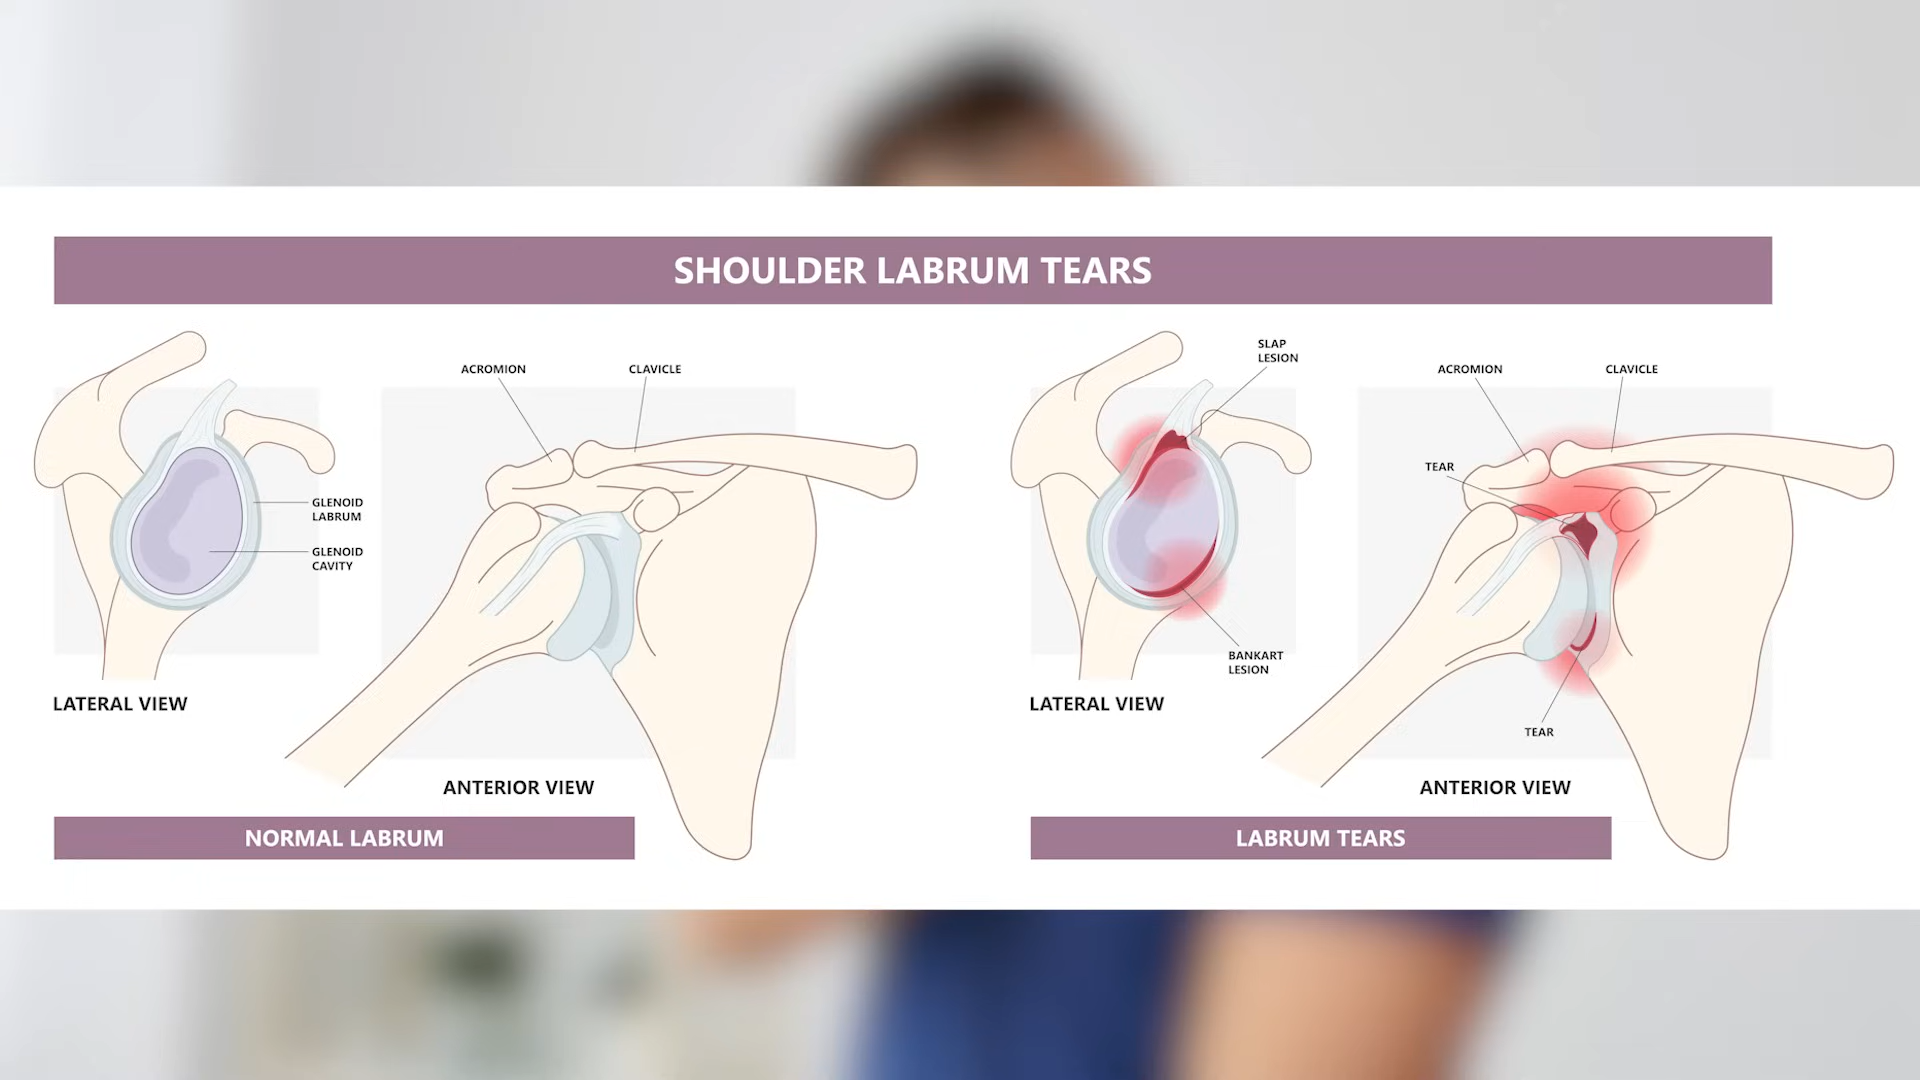 SHOULDER LABRUM TEARS
ACROMION
CLAVICLE
GLENOID
LABRUM
GLENOID
CAVITY
LATERAL VIEW
ANTERIOR VIEW
NORMAL LABRUM
SLAP
LESION
ACROMION
CLAVICLE
TEAR
BANKART
LESION
LATERAL VIEW
TEAR
ANTERIOR VIEW
LABRUM TEARS